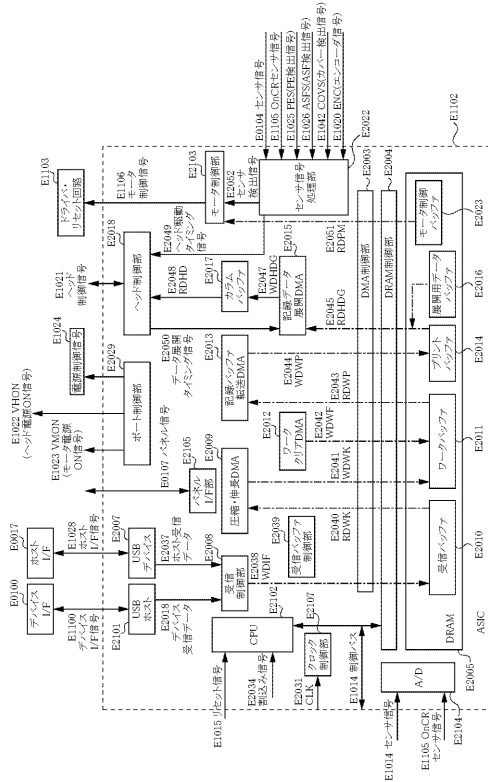 E0100
デバイス
I/F
E1100
デバイス
I/F信号
E0017
ホスト
I/F
E1028
ホスト
I/F信号
E1022 VHON
(ヘッド電源ON信号)
E1023 VMON
(モータ電源
ON信号)
E0107 パネル信号
E1024
電源制御信号
E1021
ヘッド
制御信号
E1103
ドライバ・
リセット回路
E1106
モータ
制御信号
E0104 センサ信号
E1105 OnCRセンサ信号
E1025 PES(PE検出信号)
E1026 ASFS(ASF検出信号)
E1042 COVS(カバー検出信号)
E1020 ENC(エンコーダ信号)
E2101
USB
ホスト
E2018
デバイス
受信データ
E2007
USB
デバイス
E2037
ホスト受信
データ
E2105
パネル
I/F部
E2029
ポート制御部
E2018
ヘッド制御部
E2103
モータ制御部
E2052
センサ
検出信号
E2022
センサ信号
処理部
E2049
ヘッド駆動
タイミング
信号
E2050
データ展開
タイミング信号
E2048
RDHD
E2017
カラム
バッファ
E2047
WDHDG
E2015
記録データ
展開DMA
E2045
RDHDG
E2051
RDPM
E2013
記録バッファ
転送DMA
E2044
WDWP
E2043
RDWP
E2012
ワーク
クリアDMA
E2042
WDWF
E2009
圧縮・伸長DMA
E2041
WDWK
E2040
RDWK
E2008
受信
制御部
E2038
WDIF
E2039
受信バッファ
制御部
E2102
CPU
E2107
クロック
制御部
E1015 リセット信号
E2034
割込み信号
E2031
CLK
E1014 制御バス
E2003
DMA制御部
E2004
DRAM制御部
E1102
E2023
モータ制御
バッファ
E2016
展開用データ
バッファ
E2014
プリント
バッファ
E2011
ワークバッファ
E2010
受信バッファ
DRAM
E2005
ASIC
A/D
E2104
E1014 センサ信号
E1105 OnCR
センサ信号